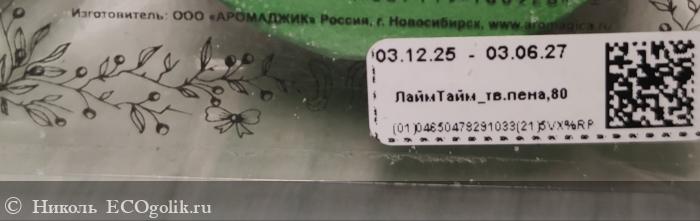 Изготовитель: ООО «АРОМАДЖИК» Россия, г. Новосибирск, www.aromagica.ru
03.12.25 - 03.06.27
ЛаймТайм_тв.пена,80
(01)04650479291033(21)5VX%RP
© Николь ECOgolik.ru